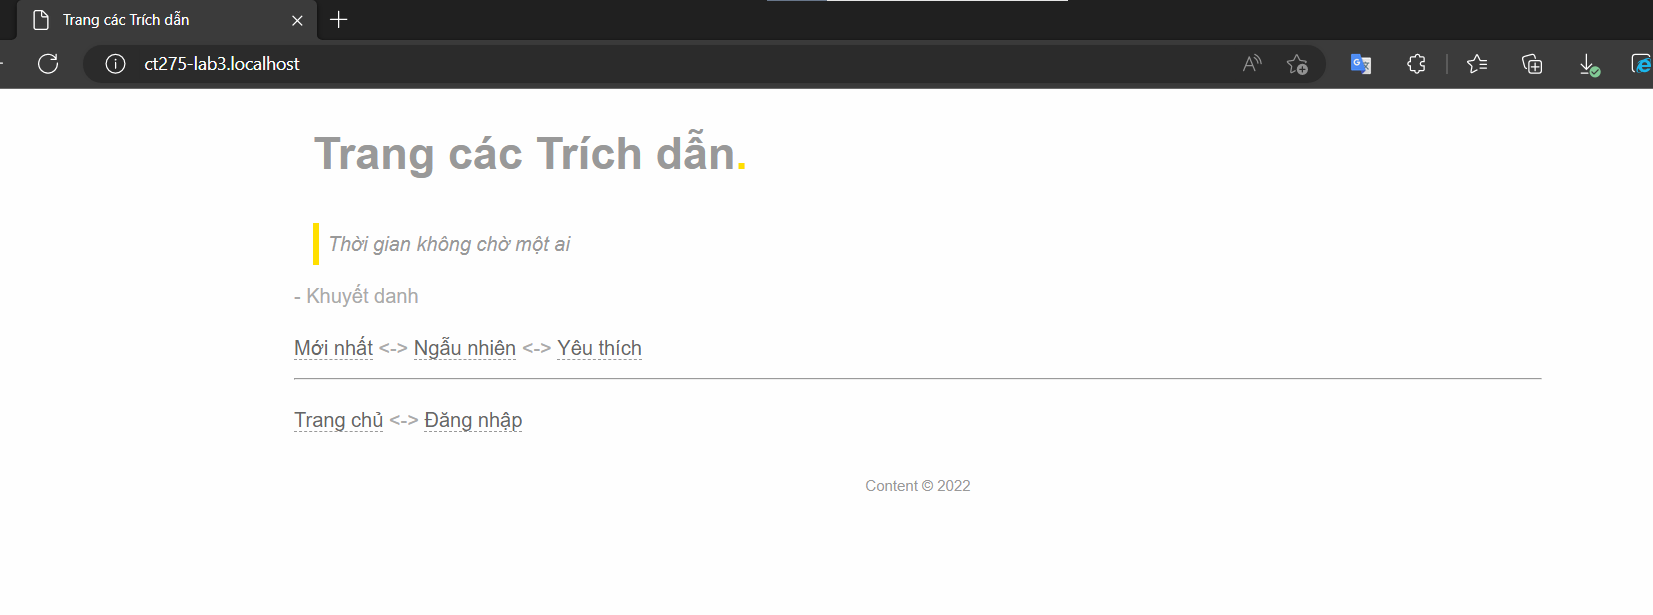 Trang các Trích dẫn
ct275-lab3.localhost
Trang các Trích dẫn.
Thời gian không chờ một ai
- Khuyết danh
Mới nhất <-> Ngẫu nhiên <-> Yêu thích
Trang chủ <-> Đăng nhập
Content © 2022